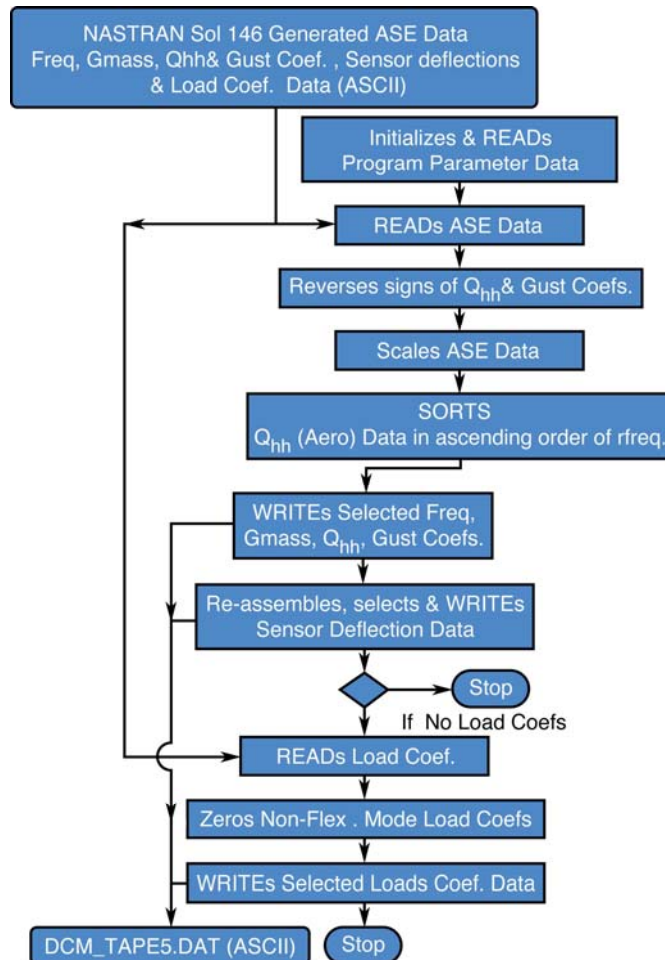 NASTRAN Sol 146 Generated ASE Data
Freq, Gmass, Qhh& Gust Coef. , Sensor deflections
& Load Coef. Data (ASCII)
Initializes & READs
Program Parameter Data
READs ASE Data
Reverses signs of Qhh& Gust Coefs.
Scales ASE Data
SORTS
Qhh (Aero) Data in ascending order of rfreq.
WRITEs Selected Freq,
Gmass, Qhh, Gust Coefs.
Re-assembles, selects & WRITEs
Sensor Deflection Data
Stop
If No Load Coefs
READs Load Coef.
Zeros Non-Flex . Mode Load Coefs
WRITEs Selected Loads Coef. Data
DCM_TAPE5.DAT (ASCII)
Stop